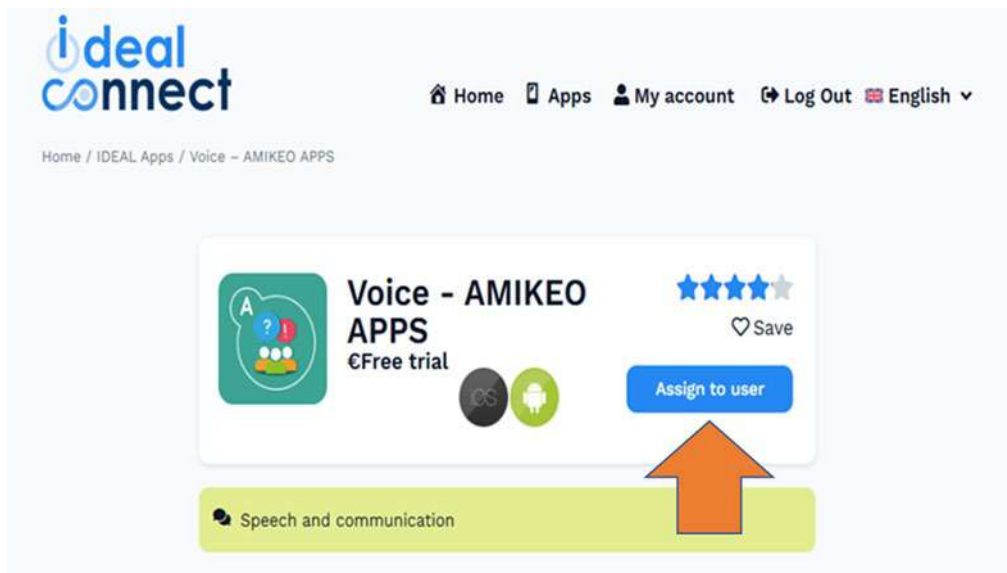 ideal
connect
Home Apps My account Log Out English
Home / IDEAL Apps / Voice – AMIKEO APPS
A
? !
Voice - AMIKEO
APPS
€Free trial
Save
iOS
Assign to user
Speech and communication